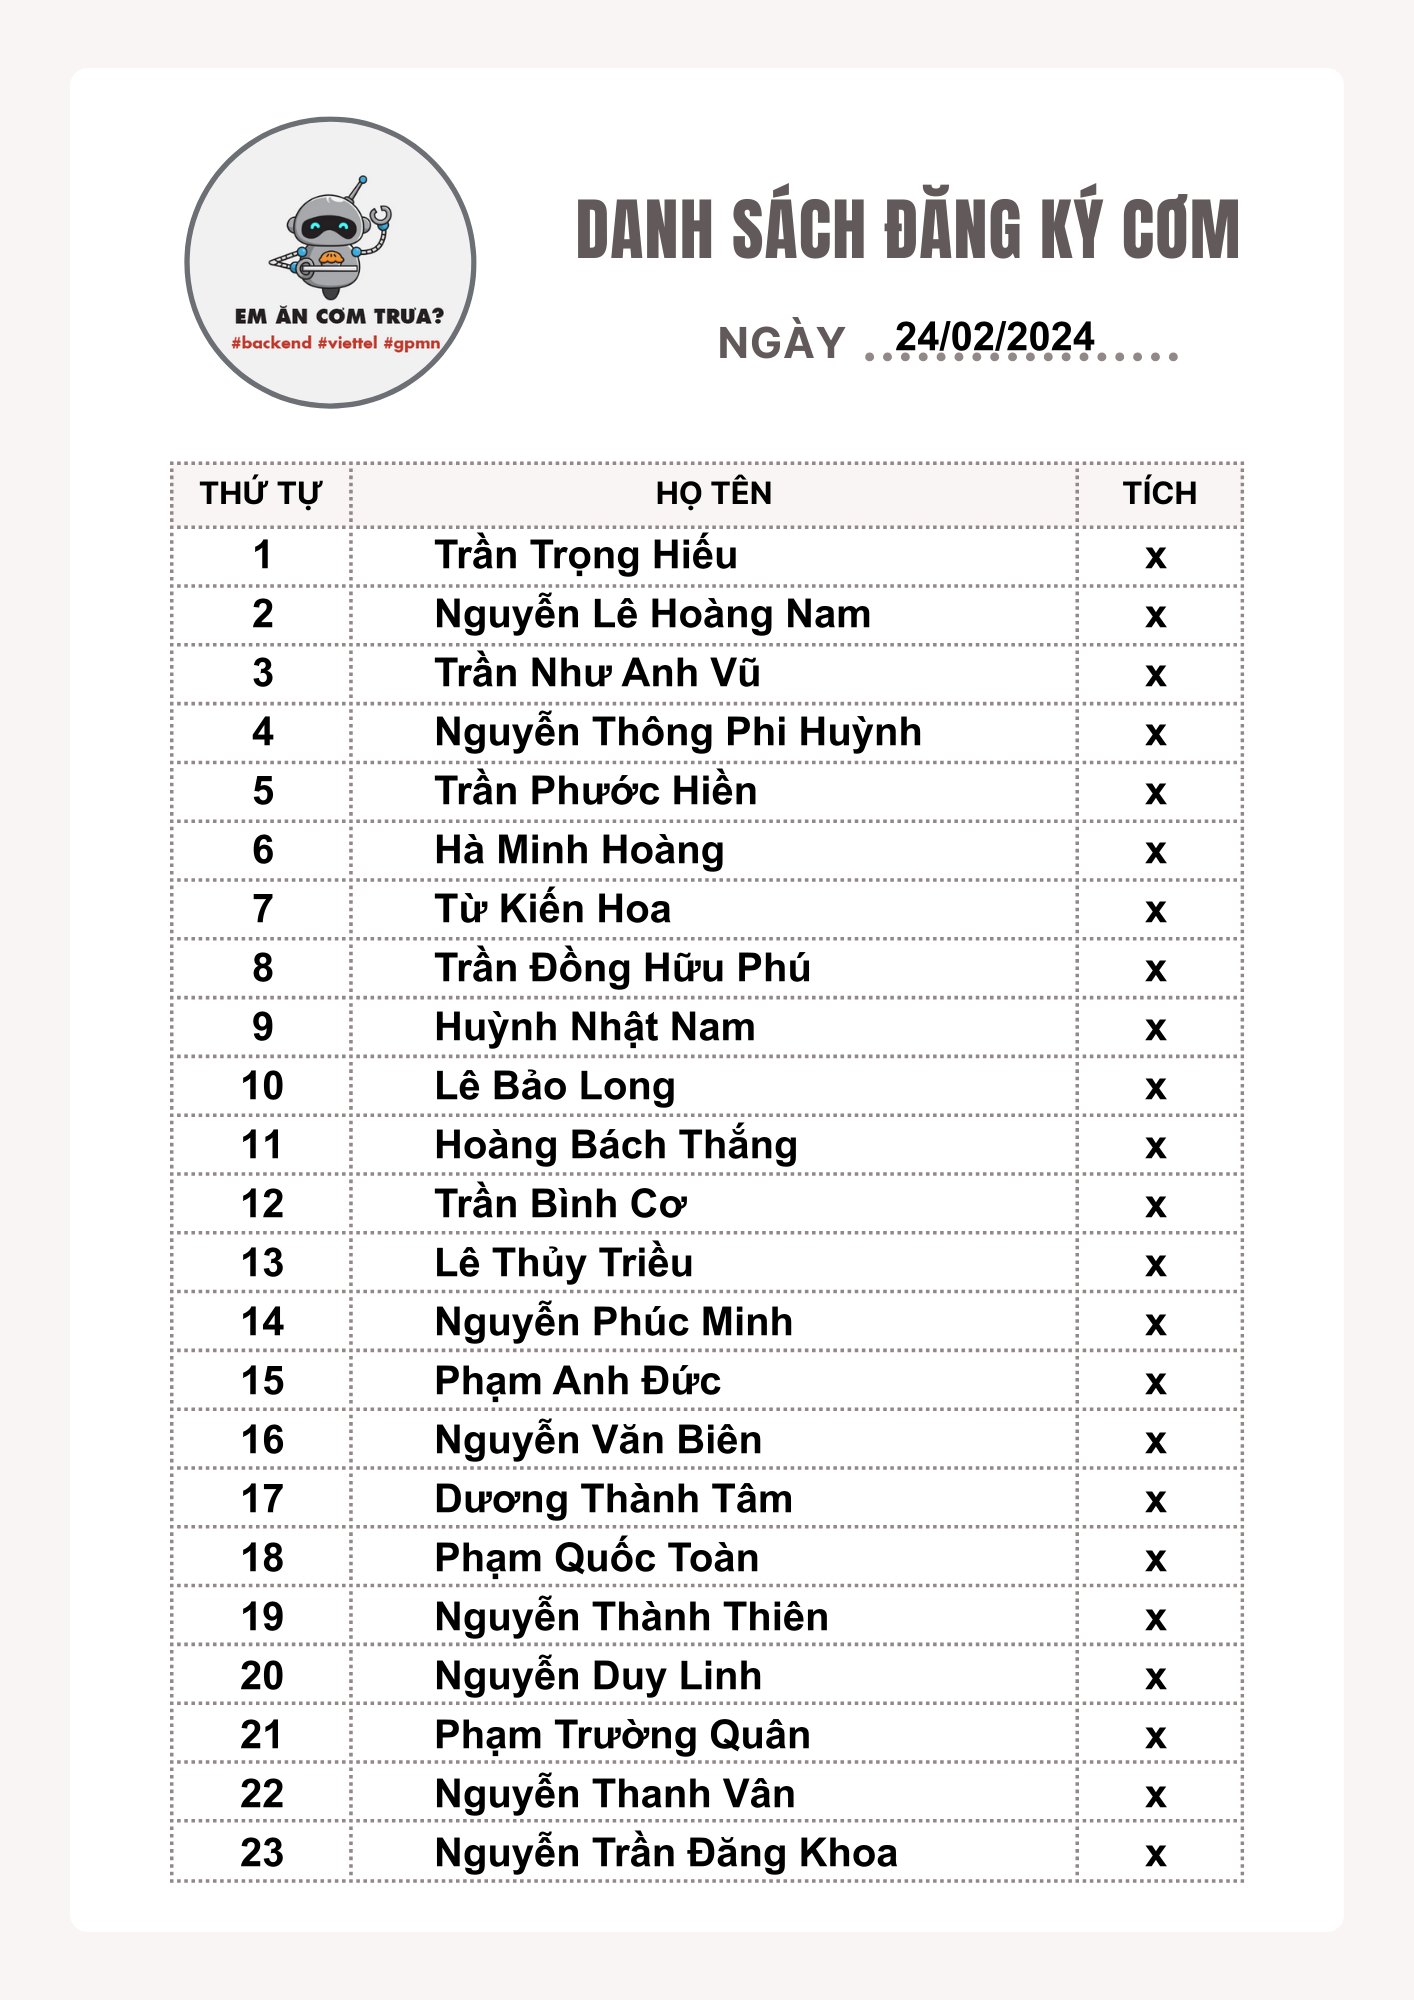 EM ĂN CƠM TRƯA?
#backend #viettel #gpmn
DANH SÁCH ĐĂNG KÝ CƠM
NGÀY 24/02/2024
THỨ TỰ HỌ TÊN TÍCH
1 Trần Trọng Hiếu x
2 Nguyễn Lê Hoàng Nam x
3 Trần Như Anh Vũ x
4 Nguyễn Thông Phi Huỳnh x
5 Trần Phước Hiền x
6 Hà Minh Hoàng x
7 Từ Kiến Hoa x
8 Trần Đồng Hữu Phú x
9 Huỳnh Nhật Nam x
10 Lê Bảo Long x
11 Hoàng Bách Thắng x
12 Trần Bình Cơ x
13 Lê Thủy Triều x
14 Nguyễn Phúc Minh x
15 Phạm Anh Đức x
16 Nguyễn Văn Biên x
17 Dương Thành Tâm x
18 Phạm Quốc Toàn x
19 Nguyễn Thành Thiên x
20 Nguyễn Duy Linh x
21 Phạm Trường Quân x
22 Nguyễn Thanh Vân x
23 Nguyễn Trần Đăng Khoa x